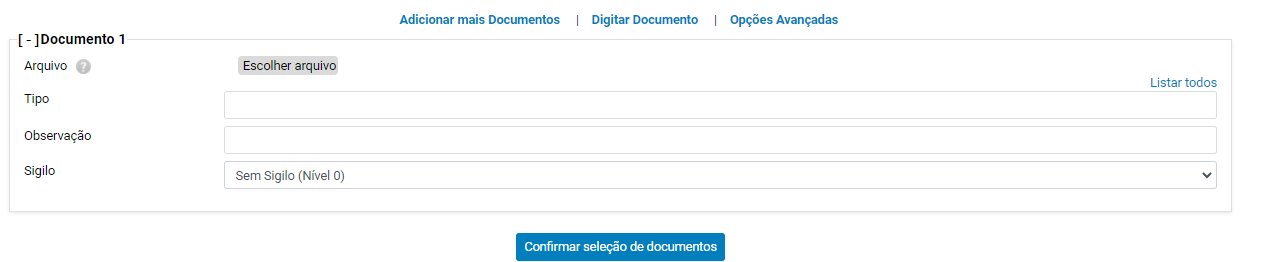 Adicionar mais Documentos | Digitar Documento | Opções Avançadas
[ - ]Documento 1
Arquivo ? Escolher arquivo
Listar todos
Tipo
Observação
Sigilo Sem Sigilo (Nível 0)
Confirmar seleção de documentos